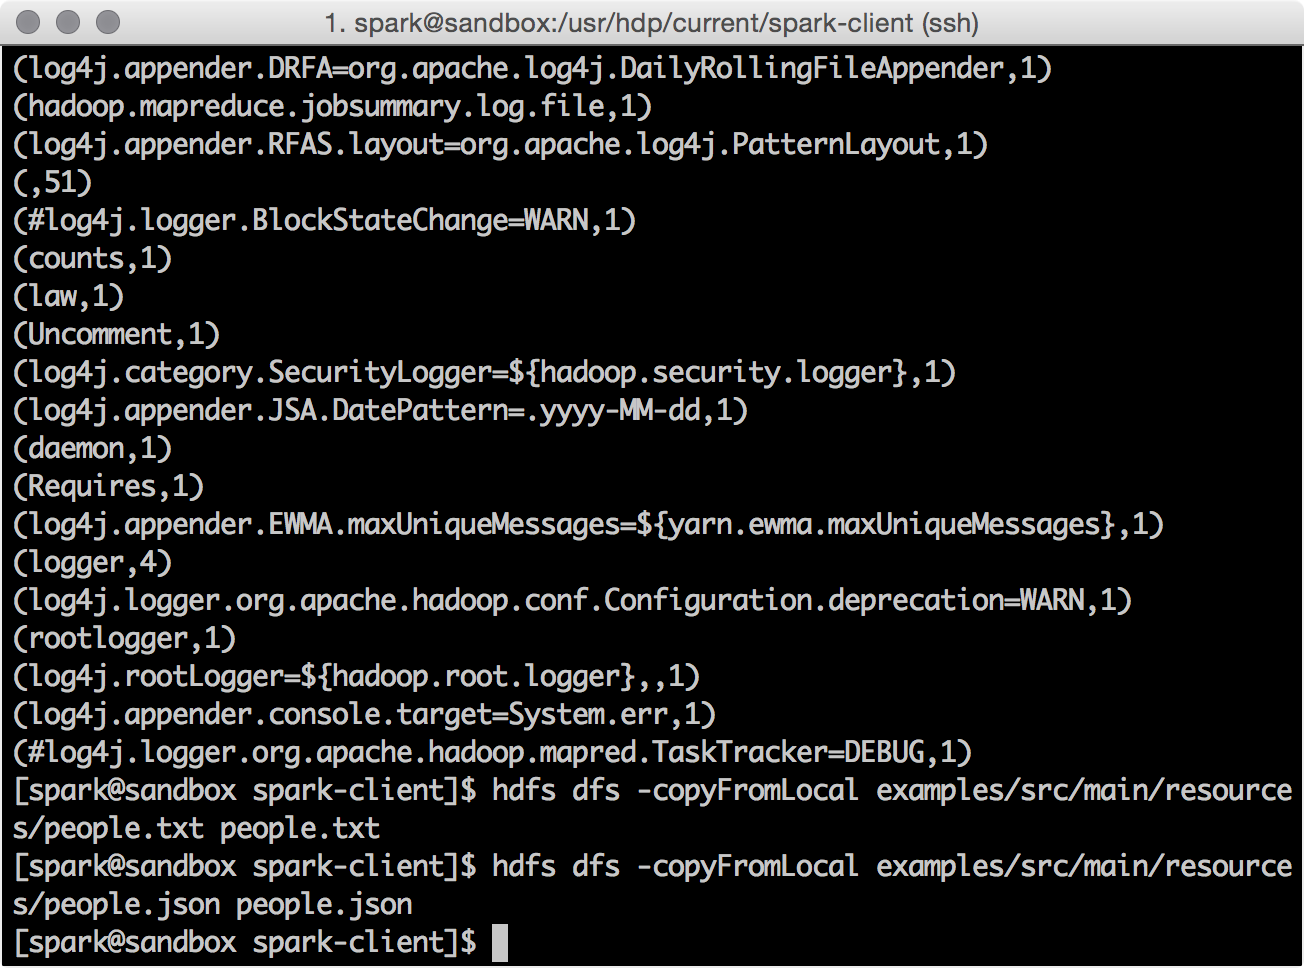 1. spark@sandbox:/usr/hdp/current/spark-client (ssh)
(log4j.appender.DRFA=org.apache.log4j.DailyRollingFileAppender,1)
(hadoop.mapreduce.jobsummary.log.file,1)
(log4j.appender.RFAS.layout=org.apache.log4j.PatternLayout,1)
(,51)
(#log4j.logger.BlockStateChange=WARN,1)
(counts,1)
(law,1)
(Uncomment,1)
(log4j.category.SecurityLogger=${hadoop.security.logger},1)
(log4j.appender.JSA.DatePattern=.yyyy-MM-dd,1)
(daemon,1)
(Requires,1)
(log4j.appender.EWMA.maxUniqueMessages=${yarn.ewma.maxUniqueMessages},1)
(logger,4)
(log4j.logger.org.apache.hadoop.conf.Configuration.deprecation=WARN,1)
(rootlogger,1)
(log4j.rootLogger=${hadoop.root.logger},,1)
(log4j.appender.console.target=System.err,1)
(#log4j.logger.org.apache.hadoop.mapred.TaskTracker=DEBUG,1)
[spark@sandbox spark-client]$ hdfs dfs -copyFromLocal examples/src/main/resource
s/people.txt people.txt
[spark@sandbox spark-client]$ hdfs dfs -copyFromLocal examples/src/main/resource
s/people.json people.json
[spark@sandbox spark-client]$